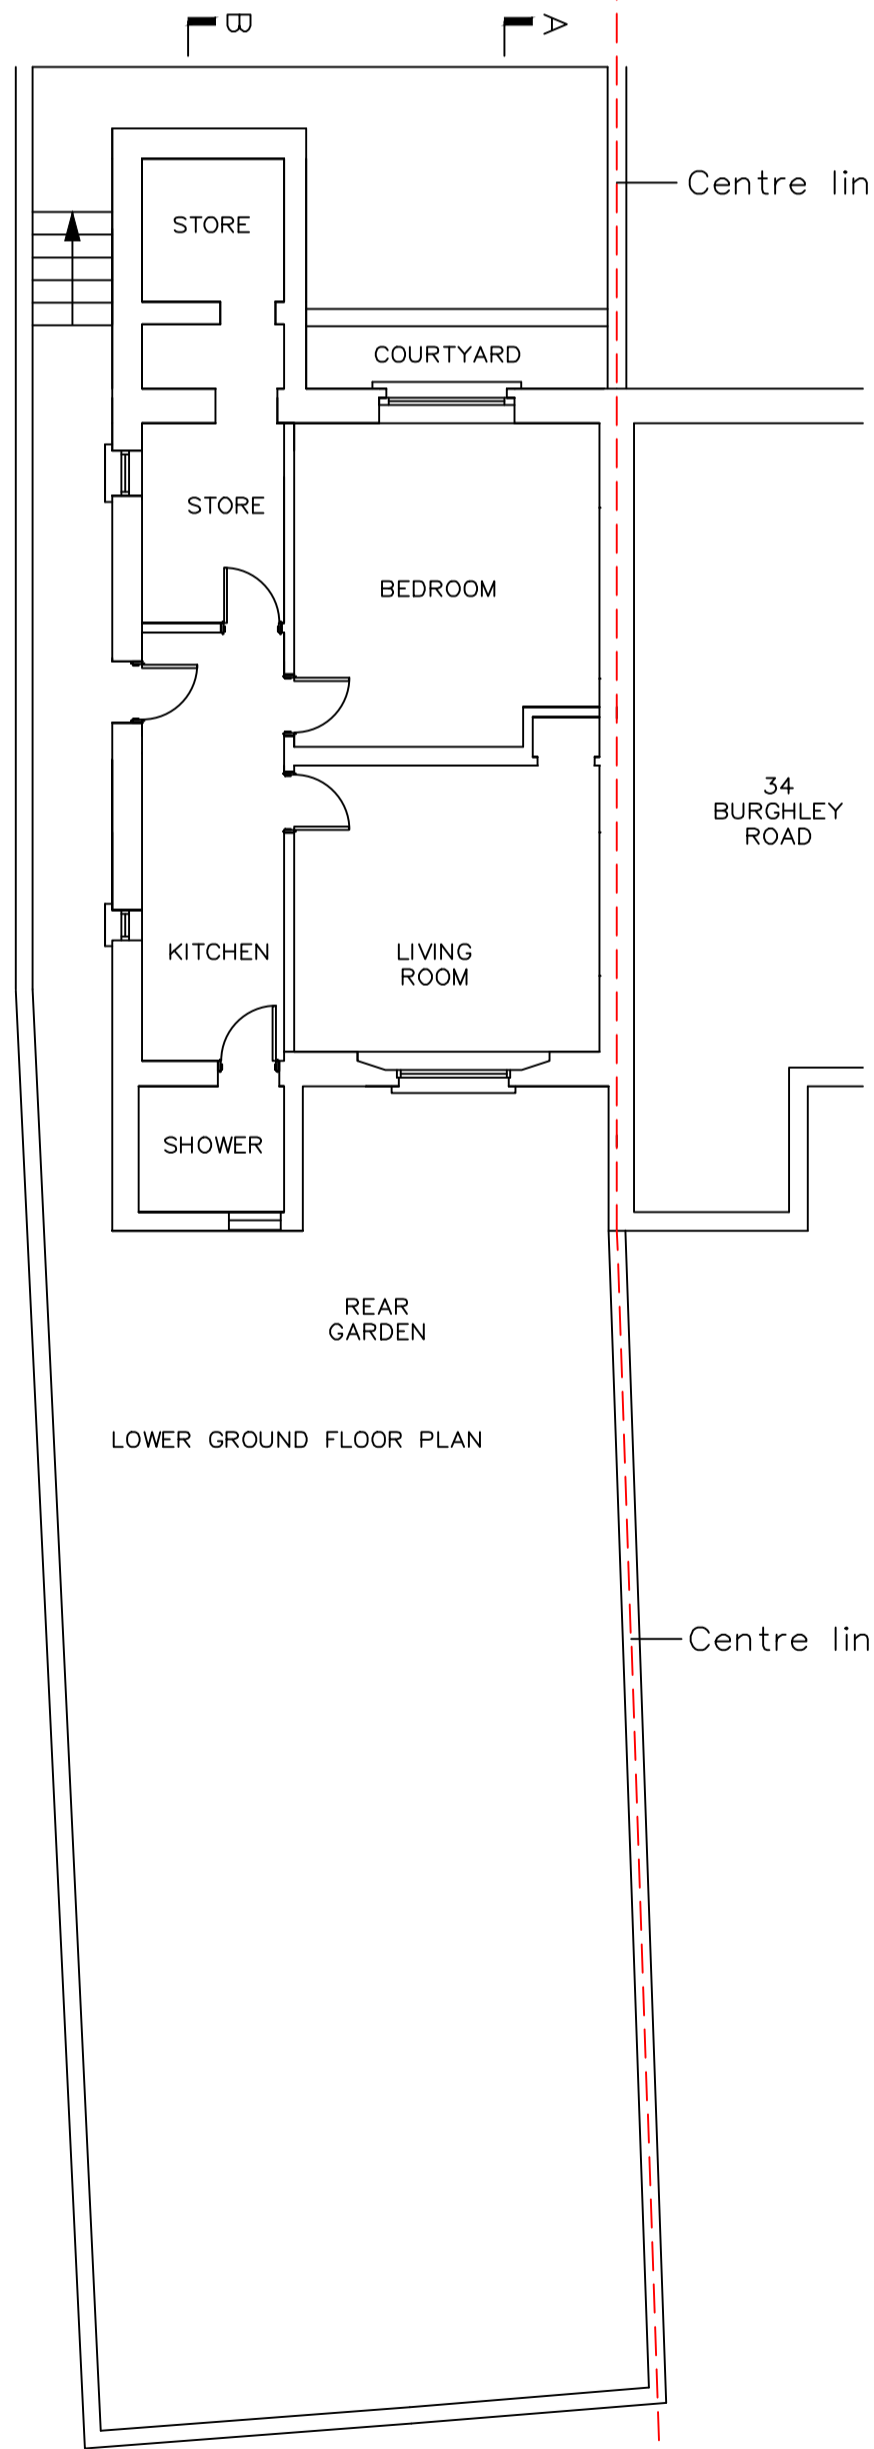 B
A
Centre lin
STORE
COURTYARD
STORE
BEDROOM
34
BURGHLEY
ROAD
KITCHEN
LIVING
ROOM
SHOWER
REAR
GARDEN
LOWER GROUND FLOOR PLAN
Centre lin